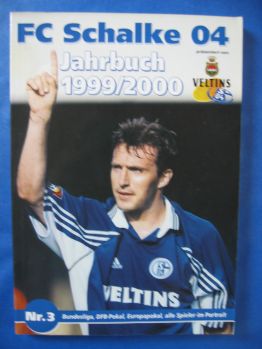 FC Schalke 04
Jahrbuch
1999/2000
VELTINS
VELTINS
Nr. 3
Bundesliga, DFB-Pokal, Europapokal, alle Spieler im Portrait